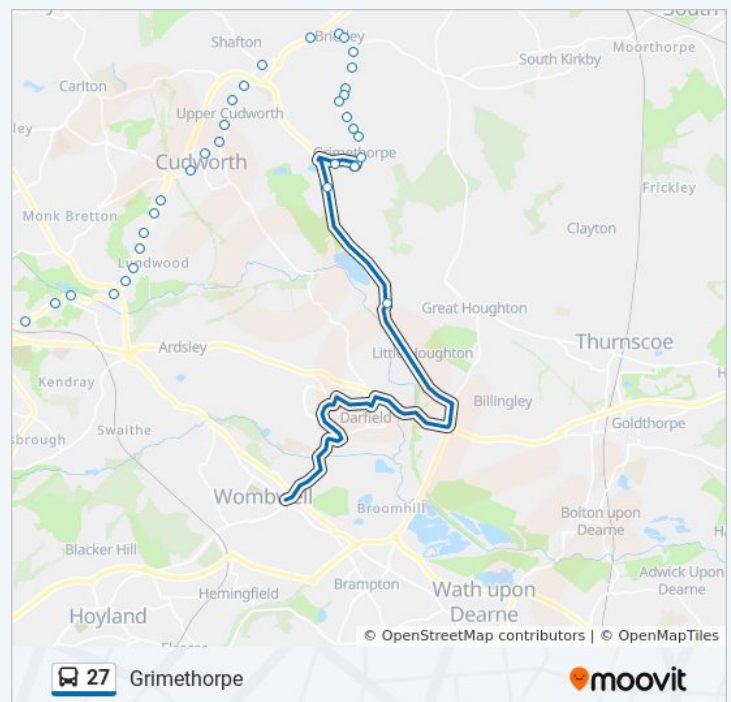 South
Shafton
Brierley
Moorthorpe
South Kirkby
Carlton
Upper Cudworth
ley
Cudworth
Grimethorpe
Frickley
Monk Bretton
Clayton
Lundwood
Great Houghton
Ardsley
Little Houghton
Thurnscoe
Kendray
Billingley
Darfield
Goldthorpe
sbrough
Swaithe
Wombwell
Broomhill
Bolton upon
Dearne
Blacker Hill
Brampton
Adwick Upon
Dearne
Hemingfield
Wath upon
Dearne
Hoyland
© OpenStreetMap contributors | © OpenMapTiles
27 Grimethorpe
moovit